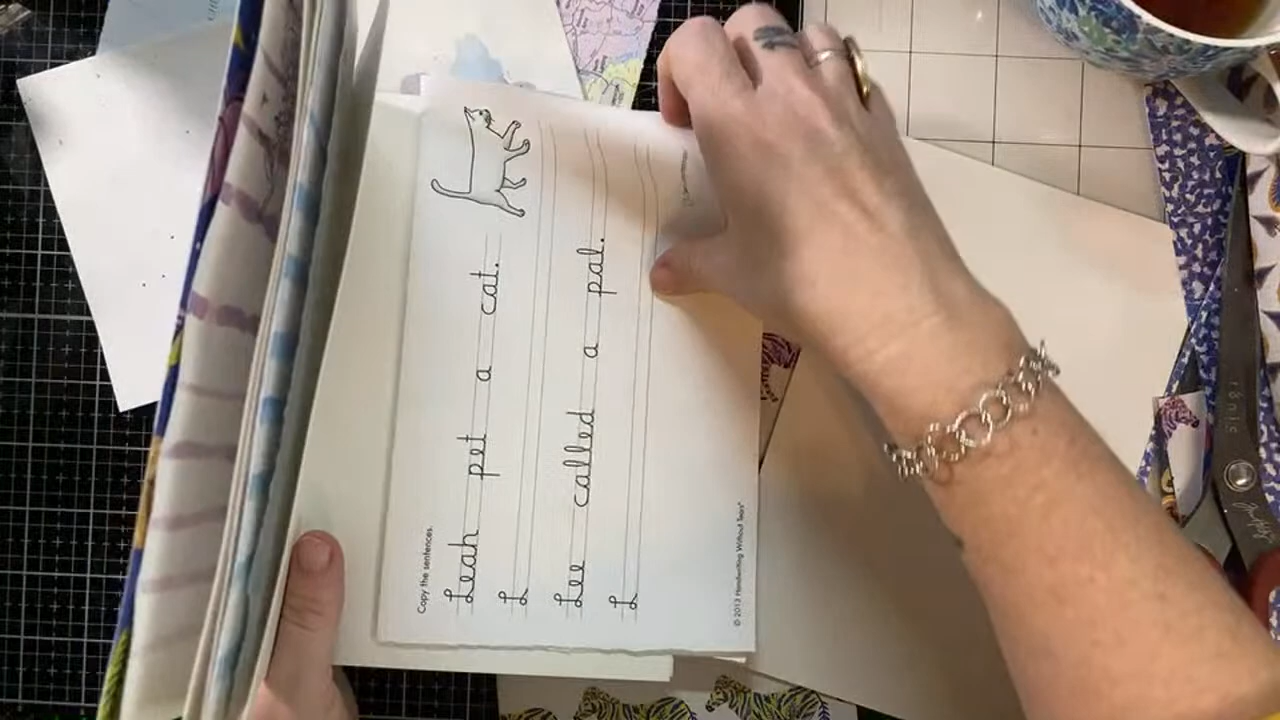 Copy the sentences.
Leah pet a cat.
L
Lee called a pal.
L
© 2013 Handwriting Without Tears®